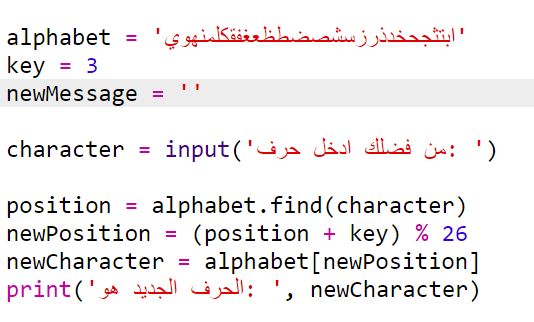 alphabet = 'ابتثجحخدذرزسشصضطظعغفقكلمنهوي'
key = 3
newMessage = ''
character = input('من فضلك ادخل حرف: ')
position = alphabet.find(character)
newPosition = (position + key) % 26
newCharacter = alphabet[newPosition]
print('الحرف الجديد هو: ', newCharacter)